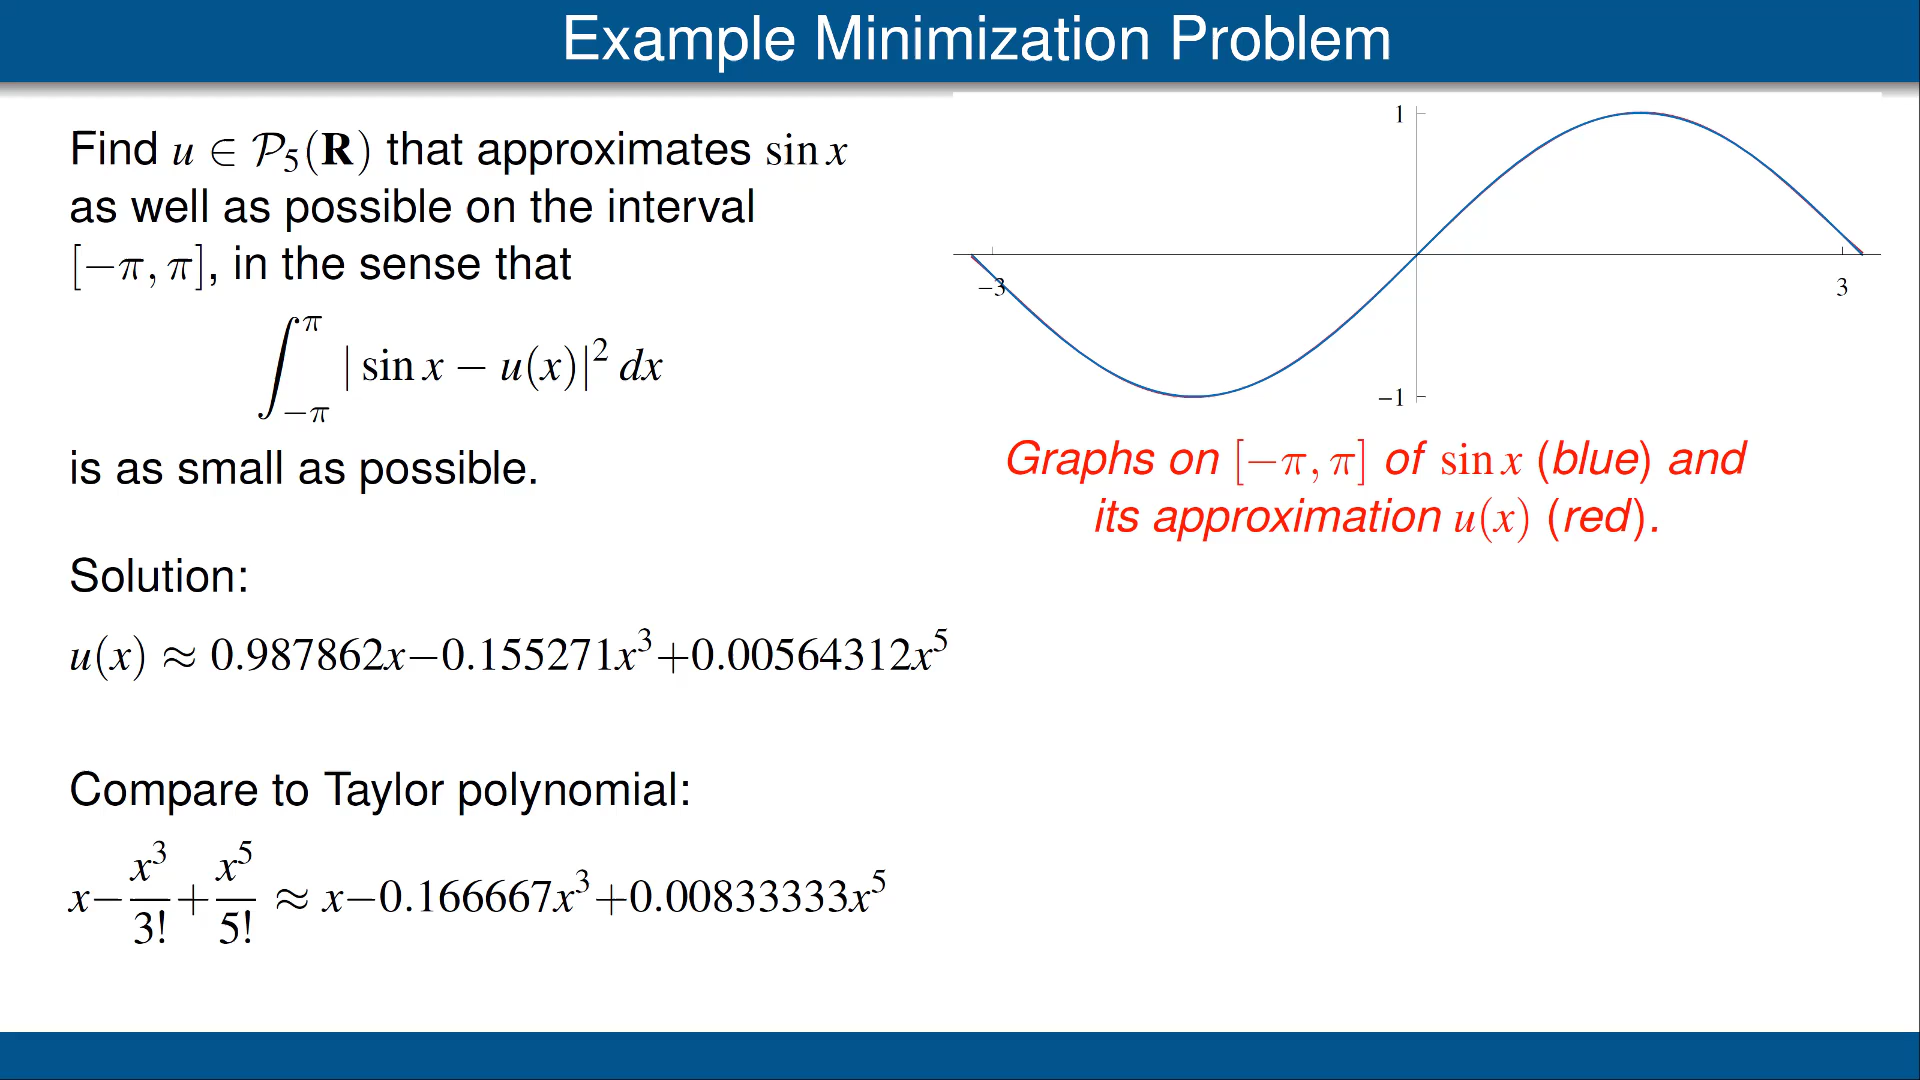 Example Minimization Problem
Find u ∈ 𝒫₅(𝐑) that approximates sin x
as well as possible on the interval
[−π, π], in the sense that
∫_{−π}^{π} | sin x − u(x)|² dx
is as small as possible.
Solution:
u(x) ≈ 0.987862x−0.155271x³+0.00564312x⁵
Compare to Taylor polynomial:
x−x³/3!+x⁵/5! ≈ x−0.166667x³+0.00833333x⁵
1
−3
3
−1
Graphs on [−π, π] of sin x (blue) and
its approximation u(x) (red).